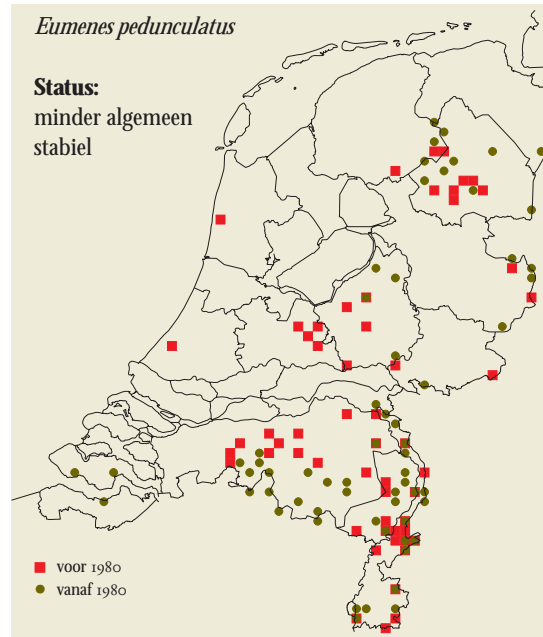 Eumenes pedunculatus
Status:
minder algemeen
stabiel
voor 1980
vanaf 1980